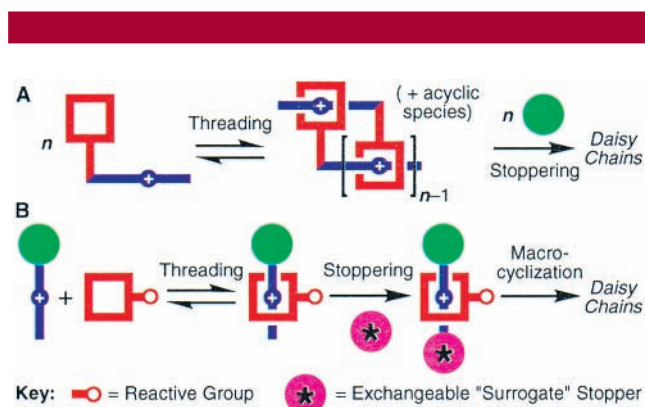 A
n
Threading
(+ acyclic
species)
n–1
n
Stoppering
Daisy
Chains
B
+
Threading
Stoppering
Macro-
cyclization
Daisy
Chains
*
*
Key: = Reactive Group * = Exchangeable "Surrogate" Stopper